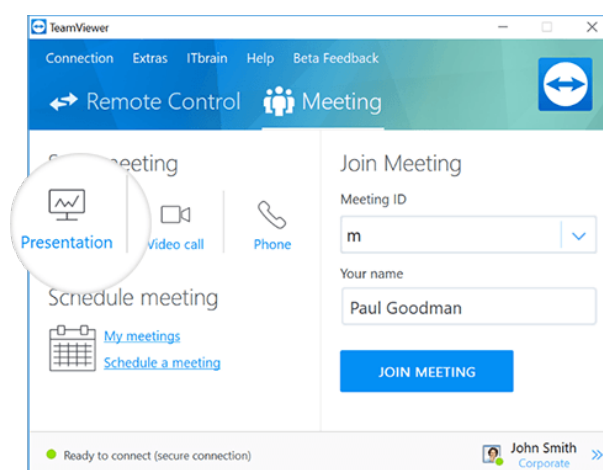 TeamViewer
Connection Extras ITbrain Help Beta Feedback
Remote Control Meeting
meeting
Presentation
Video call
Phone
Schedule meeting
My meetings
Schedule a meeting
Join Meeting
Meeting ID
m
Your name
Paul Goodman
JOIN MEETING
Ready to connect (secure connection)
John Smith
Corporate